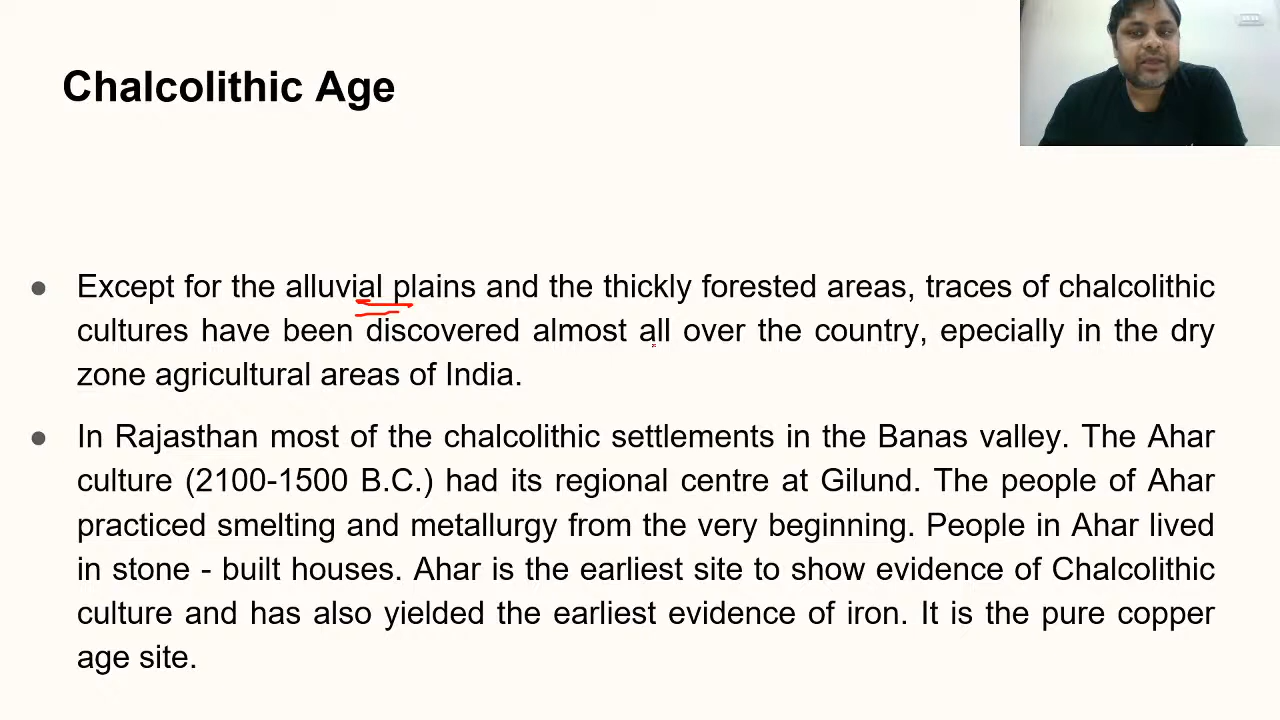 Chalcolithic Age
Except for the alluvial plains and the thickly forested areas, traces of chalcolithic
cultures have been discovered almost all over the country, epecially in the dry
zone agricultural areas of India.
In Rajasthan most of the chalcolithic settlements in the Banas valley. The Ahar
culture (2100-1500 B.C.) had its regional centre at Gilund. The people of Ahar
practiced smelting and metallurgy from the very beginning. People in Ahar lived
in stone - built houses. Ahar is the earliest site to show evidence of Chalcolithic
culture and has also yielded the earliest evidence of iron. It is the pure copper
age site.